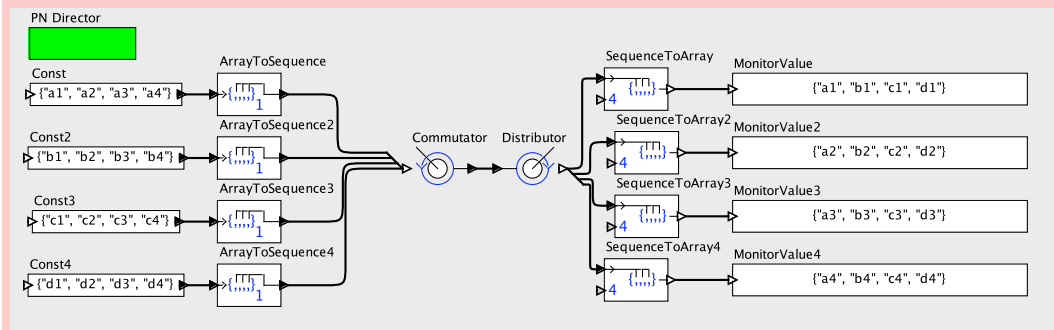 PN Director
Const
{"a1", "a2", "a3", "a4"}
ArrayToSequence
{,,,,}
1
Const2
{"b1", "b2", "b3", "b4"}
ArrayToSequence2
{,,,,}
1
Const3
{"c1", "c2", "c3", "c4"}
ArrayToSequence3
{,,,,}
1
Const4
{"d1", "d2", "d3", "d4"}
ArrayToSequence4
{,,,,}
1
Commutator
Distributor
SequenceToArray
{,,,,}
4
MonitorValue
{"a1", "b1", "c1", "d1"}
SequenceToArray2
{,,,,}
4
MonitorValue2
{"a2", "b2", "c2", "d2"}
SequenceToArray3
{,,,,}
4
MonitorValue3
{"a3", "b3", "c3", "d3"}
SequenceToArray4
{,,,,}
4
MonitorValue4
{"a4", "b4", "c4", "d4"}